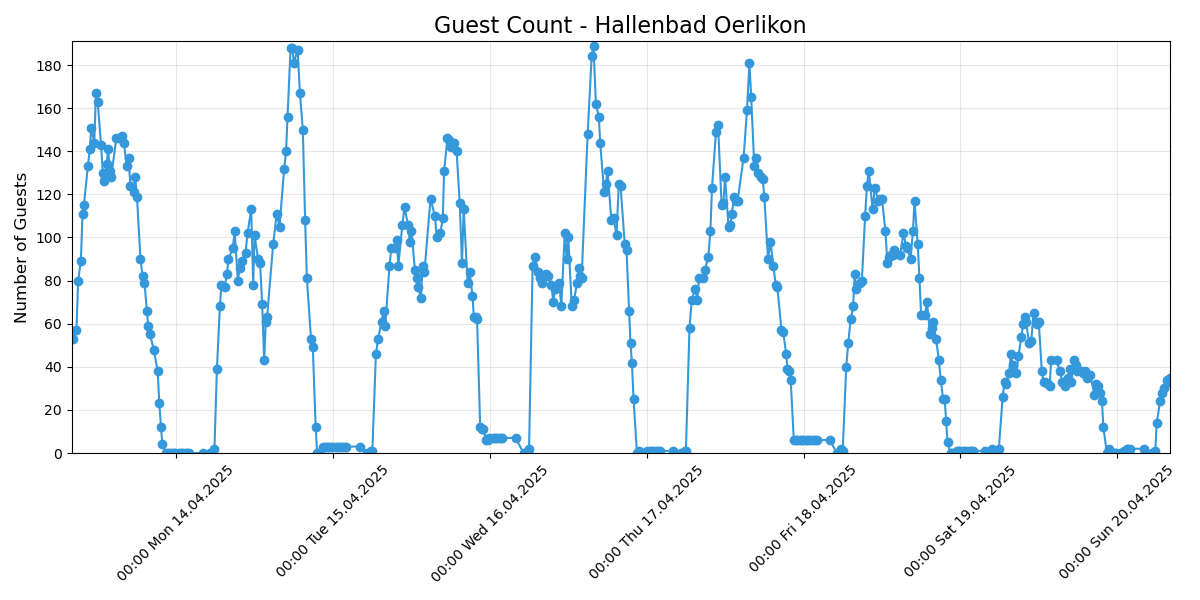 Guest Count - Hallenbad Oerlikon
Number of Guests
180
160
140
120
100
80
60
40
20
0
00:00 Mon 14.04.2025
00:00 Tue 15.04.2025
00:00 Wed 16.04.2025
00:00 Thu 17.04.2025
00:00 Fri 18.04.2025
00:00 Sat 19.04.2025
00:00 Sun 20.04.2025